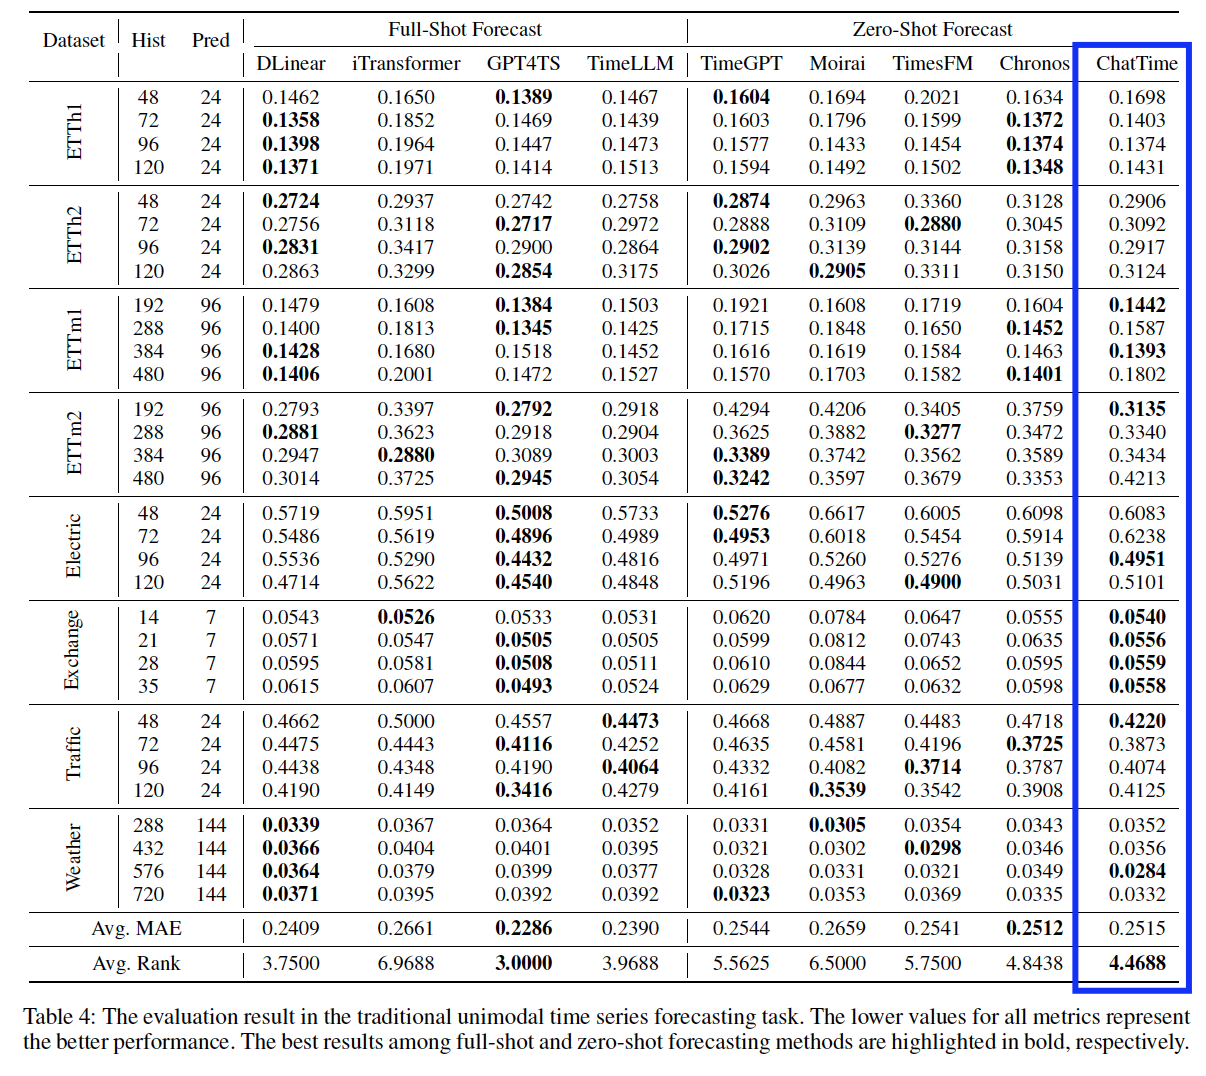 Dataset Hist Pred Full-Shot Forecast Zero-Shot Forecast
DLinear iTransformer GPT4TS TimeLLM TimeGPT Moirai TimesFM Chronos ChatTime
ETTh1
48 24 0.1462 0.1650 0.1389 0.1467 0.1604 0.1694 0.2021 0.1634 0.1698
72 24 0.1358 0.1852 0.1469 0.1439 0.1603 0.1796 0.1599 0.1372 0.1403
96 24 0.1398 0.1964 0.1447 0.1473 0.1577 0.1433 0.1454 0.1374 0.1374
120 24 0.1371 0.1971 0.1414 0.1513 0.1594 0.1492 0.1502 0.1348 0.1431
ETTh2
48 24 0.2724 0.2937 0.2742 0.2758 0.2874 0.2963 0.3360 0.3128 0.2906
72 24 0.2756 0.3118 0.2717 0.2972 0.2888 0.3109 0.2880 0.3045 0.3092
96 24 0.2831 0.3417 0.2900 0.2864 0.2902 0.3139 0.3144 0.3158 0.2917
120 24 0.2863 0.3299 0.2854 0.3175 0.3026 0.2905 0.3311 0.3150 0.3124
ETTm1
192 96 0.1479 0.1608 0.1384 0.1503 0.1921 0.1608 0.1719 0.1604 0.1442
288 96 0.1400 0.1813 0.1345 0.1425 0.1715 0.1848 0.1650 0.1452 0.1587
384 96 0.1428 0.1680 0.1518 0.1452 0.1616 0.1619 0.1584 0.1463 0.1393
480 96 0.1406 0.2001 0.1472 0.1527 0.1570 0.1703 0.1582 0.1401 0.1802
ETTm2
192 96 0.2793 0.3397 0.2792 0.2918 0.4294 0.4206 0.3405 0.3759 0.3135
288 96 0.2881 0.3623 0.2918 0.2904 0.3625 0.3882 0.3277 0.3472 0.3340
384 96 0.2947 0.2880 0.3089 0.3003 0.3389 0.3742 0.3562 0.3589 0.3434
480 96 0.3014 0.3725 0.2945 0.3054 0.3242 0.3597 0.3679 0.3353 0.4213
Electric
48 24 0.5719 0.5951 0.5008 0.5733 0.5276 0.6617 0.6005 0.6098 0.6083
72 24 0.5486 0.5619 0.4896 0.4989 0.4953 0.6018 0.5454 0.5914 0.6238
96 24 0.5536 0.5290 0.4432 0.4816 0.4971 0.5260 0.5276 0.5139 0.4951
120 24 0.4714 0.5622 0.4540 0.4848 0.5196 0.4963 0.4900 0.5031 0.5101
Exchange
14 7 0.0543 0.0526 0.0533 0.0531 0.0620 0.0784 0.0647 0.0555 0.0540
21 7 0.0571 0.0547 0.0505 0.0505 0.0599 0.0812 0.0743 0.0635 0.0556
28 7 0.0595 0.0581 0.0508 0.0511 0.0610 0.0844 0.0652 0.0595 0.0559
35 7 0.0615 0.0607 0.0493 0.0524 0.0629 0.0677 0.0632 0.0598 0.0558
Traffic
48 24 0.4662 0.5000 0.4557 0.4473 0.4668 0.4887 0.4483 0.4718 0.4220
72 24 0.4475 0.4443 0.4116 0.4252 0.4635 0.4581 0.4196 0.3725 0.3873
96 24 0.4438 0.4348 0.4190 0.4064 0.4332 0.4082 0.3714 0.3787 0.4074
120 24 0.4190 0.4149 0.3416 0.4279 0.4161 0.3539 0.3542 0.3908 0.4125
Weather
288 144 0.0339 0.0367 0.0364 0.0352 0.0331 0.0305 0.0354 0.0343 0.0352
432 144 0.0366 0.0404 0.0401 0.0395 0.0321 0.0302 0.0298 0.0346 0.0356
576 144 0.0364 0.0379 0.0399 0.0377 0.0328 0.0331 0.0321 0.0349 0.0284
720 144 0.0371 0.0395 0.0392 0.0392 0.0323 0.0353 0.0369 0.0335 0.0332
Avg. MAE 0.2409 0.2661 0.2286 0.2390 0.2544 0.2659 0.2541 0.2512 0.2515
Avg. Rank 3.7500 6.9688 3.0000 3.9688 5.5625 6.5000 5.7500 4.8438 4.4688
Table 4: The evaluation result in the traditional unimodal time series forecasting task. The lower values for all metrics represent
the better performance. The best results among full-shot and zero-shot forecasting methods are highlighted in bold, respectively.